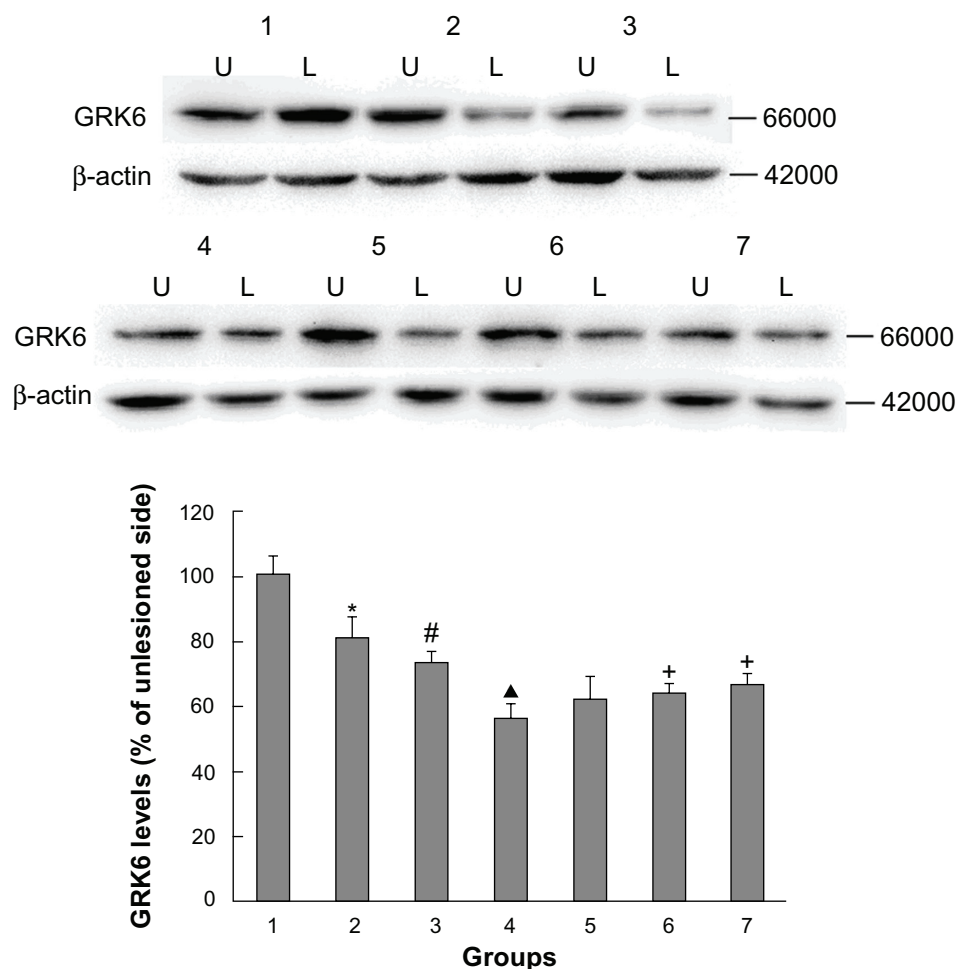 1 2 3
U L U L U L
GRK6 66000
β-actin 42000
4 5 6 7
U L U L U L U L
GRK6 66000
β-actin 42000
GRK6 levels (% of unlesioned side)
120
100
80
60
40
20
0
* # ▲ + +
1 2 3 4 5 6 7
Groups